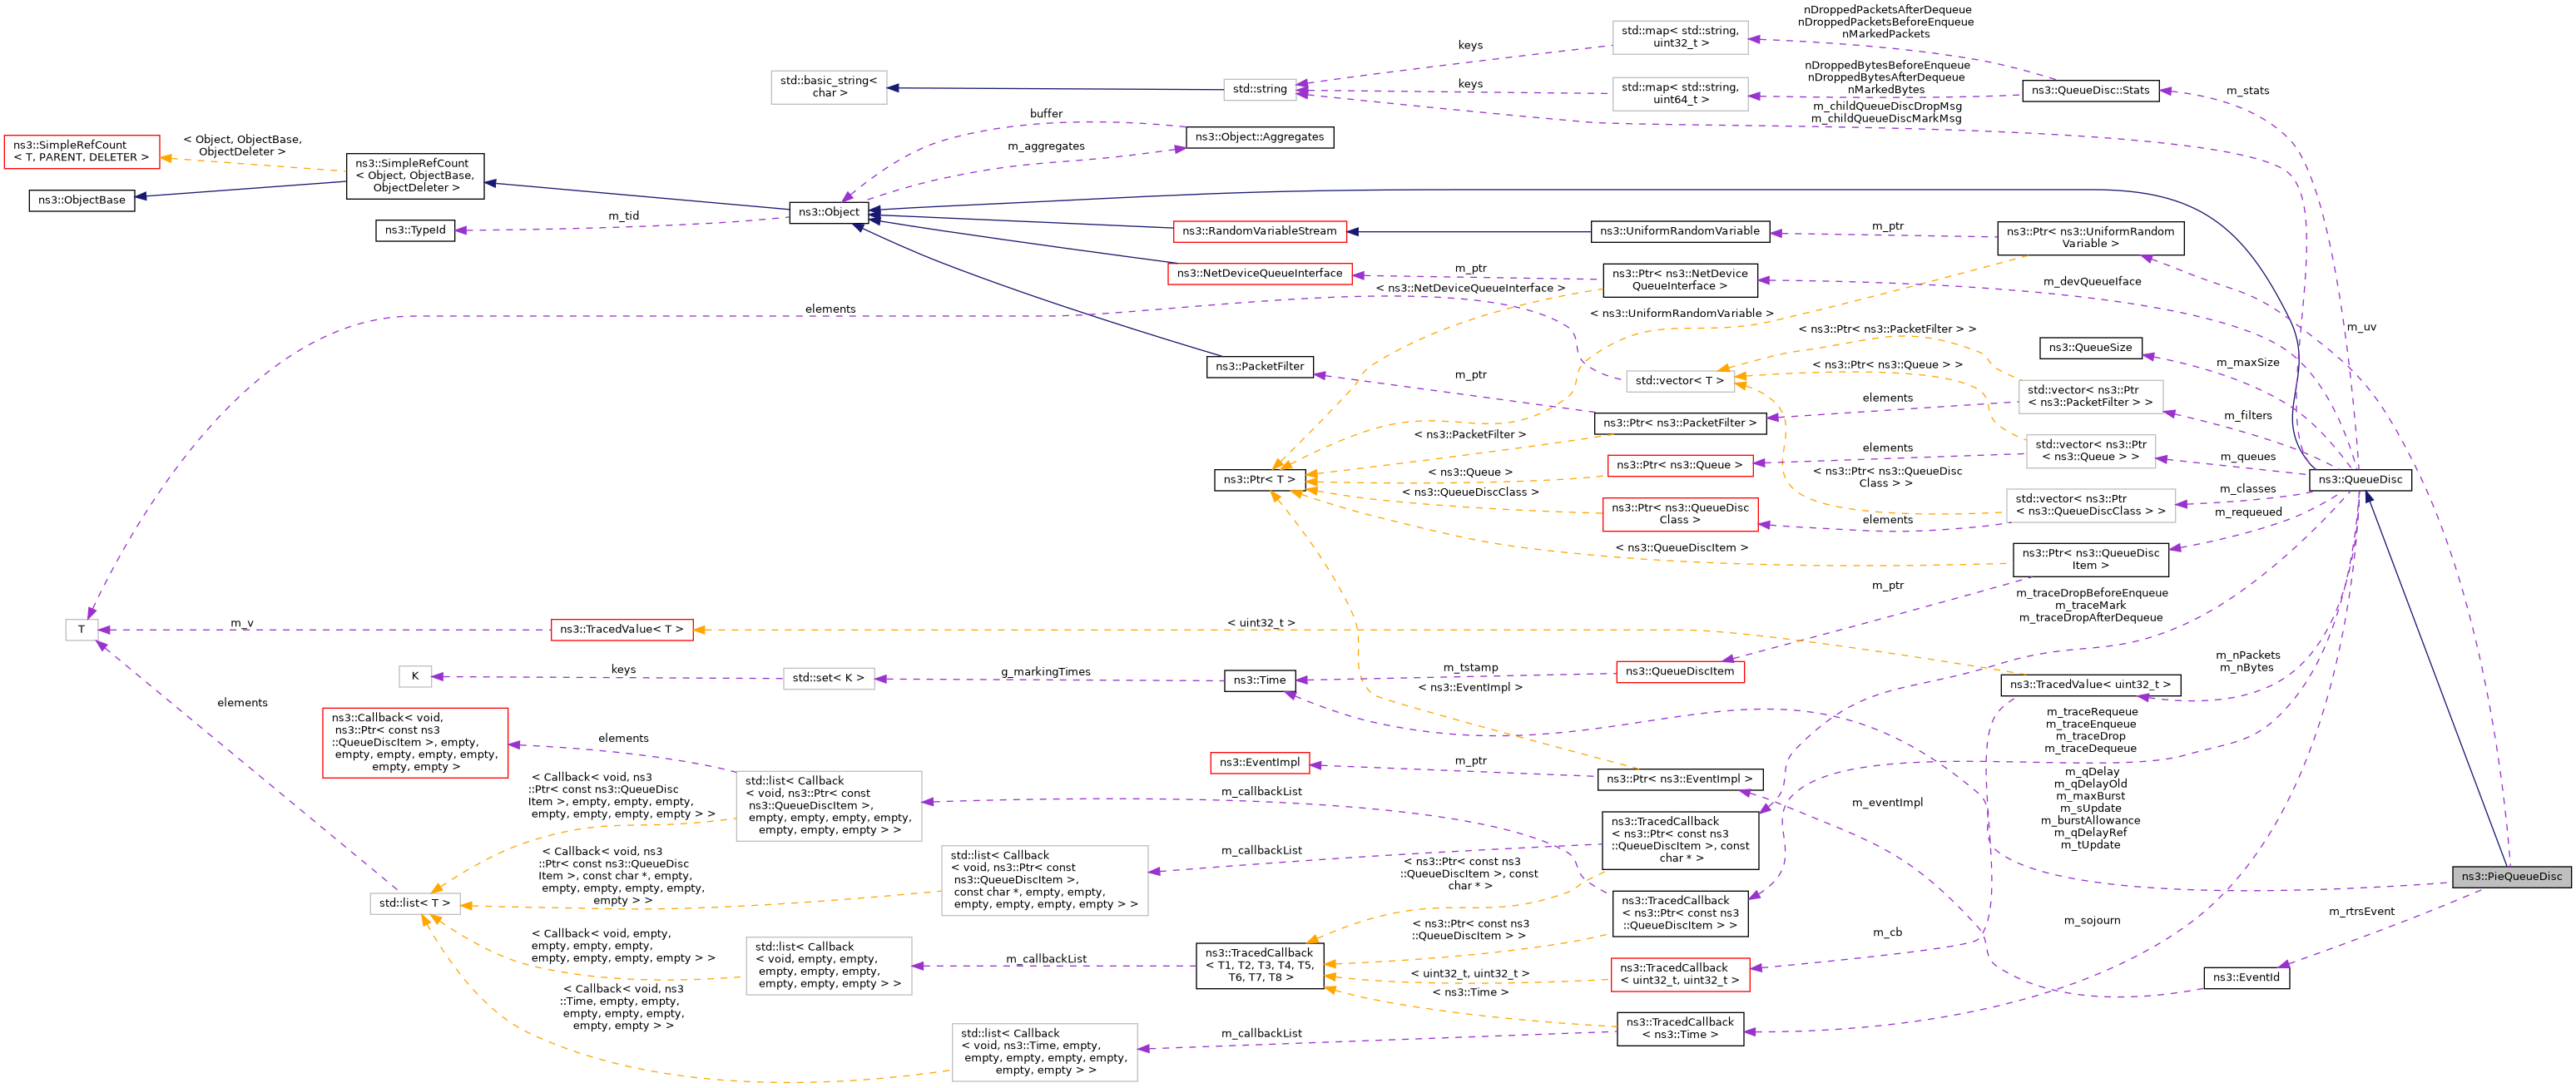 nDroppedPacketsAfterDequeue
nDroppedPacketsBeforeEnqueue
nMarkedPackets
std::map< std::string,
uint32_t >
keys
std::basic_string<
char >
std::string
keys
std::map< std::string,
uint64_t >
nDroppedBytesBeforeEnqueue
nDroppedBytesAfterDequeue
nMarkedBytes
ns3::QueueDisc::Stats
m_stats
m_childQueueDiscDropMsg
m_childQueueDiscMarkMsg
buffer
ns3::Object::Aggregates
m_aggregates
ns3::SimpleRefCount
< T, PARENT, DELETER >
< Object, ObjectBase,
ObjectDeleter >
ns3::SimpleRefCount
< Object, ObjectBase,
ObjectDeleter >
ns3::ObjectBase
ns3::Object
m_tid
ns3::TypeId
ns3::RandomVariableStream
ns3::UniformRandomVariable
m_ptr
ns3::Ptr< ns3::UniformRandom
Variable >
ns3::NetDeviceQueueInterface
m_ptr
ns3::Ptr< ns3::NetDevice
QueueInterface >
m_devQueueIface
< ns3::NetDeviceQueueInterface >
elements
< ns3::UniformRandomVariable >
m_uv
< ns3::Ptr< ns3::PacketFilter > >
ns3::QueueSize
m_maxSize
ns3::PacketFilter
m_ptr
std::vector< T >
< ns3::Ptr< ns3::Queue > >
std::vector< ns3::Ptr
< ns3::PacketFilter > >
elements
m_filters
ns3::Ptr< ns3::PacketFilter >
< ns3::PacketFilter >
elements
std::vector< ns3::Ptr
< ns3::Queue > >
m_queues
ns3::Ptr< ns3::Queue >
< ns3::Queue >
ns3::Ptr< T >
< ns3::Ptr< ns3::QueueDisc
Class > >
ns3::QueueDisc
< ns3::QueueDiscClass >
m_classes
std::vector< ns3::Ptr
< ns3::QueueDiscClass > >
ns3::Ptr< ns3::QueueDisc
Class >
elements
m_requeued
< ns3::QueueDiscItem >
ns3::Ptr< ns3::QueueDisc
Item >
m_ptr
m_traceDropBeforeEnqueue
m_traceMark
m_traceDropAfterDequeue
T
m_v
ns3::TracedValue< T >
< uint32_t >
K
keys
std::set< K >
g_markingTimes
ns3::Time
m_tstamp
ns3::QueueDiscItem
m_nPackets
m_nBytes
ns3::TracedValue< uint32_t >
< ns3::EventImpl >
elements
ns3::Callback< void,
ns3::Ptr< const ns3
::QueueDiscItem >, empty,
empty, empty, empty, empty,
empty, empty >
elements
m_traceRequeue
m_traceEnqueue
m_traceDrop
m_traceDequeue
ns3::EventImpl
m_ptr
ns3::Ptr< ns3::EventImpl >
< Callback< void, ns3
::Ptr< const ns3::QueueDisc
Item >, empty, empty, empty,
empty, empty, empty, empty > >
std::list< Callback
< void, ns3::Ptr< const
ns3::QueueDiscItem >,
empty, empty, empty, empty,
empty, empty, empty > >
m_callbackList
m_eventImpl
m_qDelay
m_qDelayOld
m_maxBurst
m_sUpdate
m_burstAllowance
m_qDelayRef
m_tUpdate
ns3::TracedCallback
< ns3::Ptr< const ns3
::QueueDiscItem >, const
char * >
m_callbackList
< Callback< void, ns3
::Ptr< const ns3::QueueDisc
Item >, const char *, empty,
empty, empty, empty, empty,
empty > >
std::list< Callback
< void, ns3::Ptr< const
ns3::QueueDiscItem >,
const char *, empty, empty,
empty, empty, empty, empty > >
< ns3::Ptr< const ns3
::QueueDiscItem >, const
char * >
ns3::PieQueueDisc
std::list< T >
ns3::TracedCallback
< ns3::Ptr< const ns3
::QueueDiscItem > >
< ns3::Ptr< const ns3
::QueueDiscItem > >
m_rtrsEvent
m_sojourn
m_cb
< Callback< void, empty,
empty, empty, empty,
empty, empty, empty, empty > >
std::list< Callback
< void, empty, empty,
empty, empty, empty,
empty, empty, empty > >
m_callbackList
ns3::TracedCallback
< T1, T2, T3, T4, T5,
T6, T7, T8 >
< uint32_t, uint32_t >
ns3::TracedCallback
< uint32_t, uint32_t >
ns3::EventId
< ns3::Time >
< Callback< void, ns3
::Time, empty, empty,
empty, empty, empty,
empty, empty > >
std::list< Callback
< void, ns3::Time, empty,
empty, empty, empty, empty,
empty, empty > >
m_callbackList
ns3::TracedCallback
< ns3::Time >